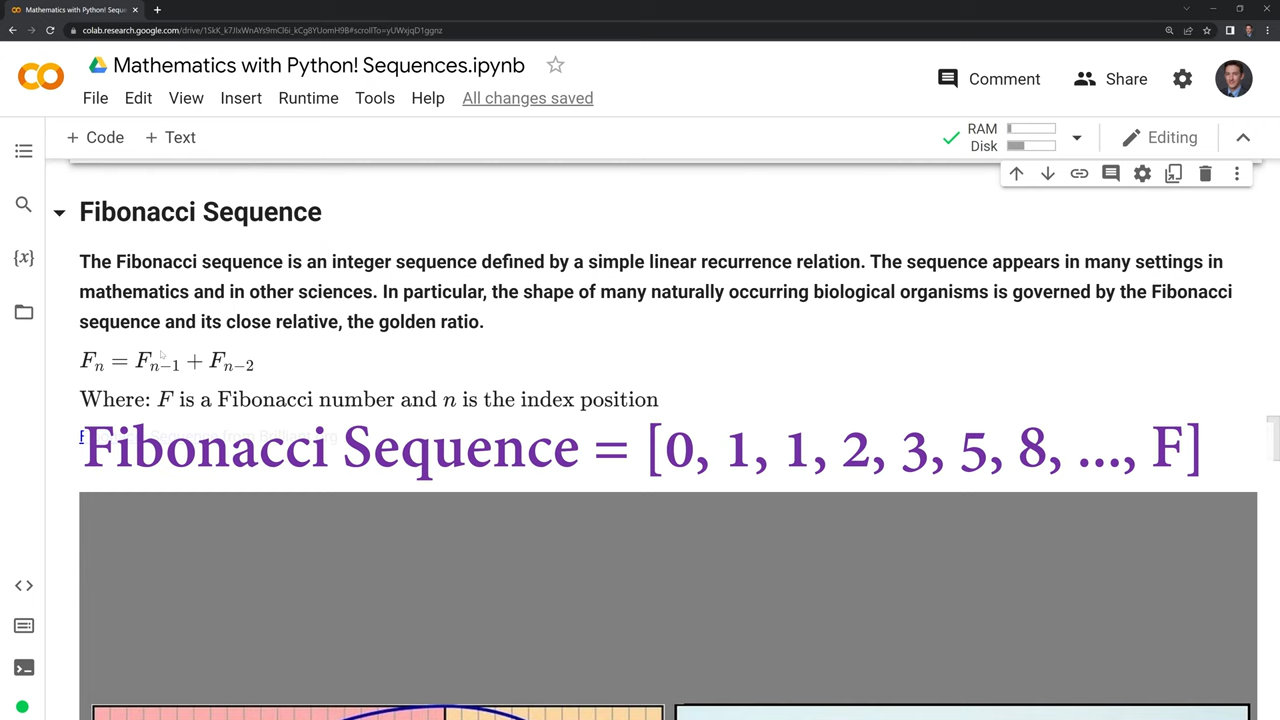 Mathematics with Python! Seque
colab.research.google.com/drive/1SkK_k7JIxWnAYs9mCl6i_kCg8YUomH9B#scrollTo=yUWxjqD1ggnz
Mathematics with Python! Sequences.ipynb
Comment
Share
File Edit View Insert Runtime Tools Help All changes saved
+ Code + Text
RAM
Disk
Editing
Fibonacci Sequence
The Fibonacci sequence is an integer sequence defined by a simple linear recurrence relation. The sequence appears in many settings in
mathematics and in other sciences. In particular, the shape of many naturally occurring biological organisms is governed by the Fibonacci
sequence and its close relative, the golden ratio.
Fₙ = Fₙ₋₁ + Fₙ₋₂
Where: F is a Fibonacci number and n is the index position
Fibonacci Sequence = [0, 1, 1, 2, 3, 5, 8, ..., F]